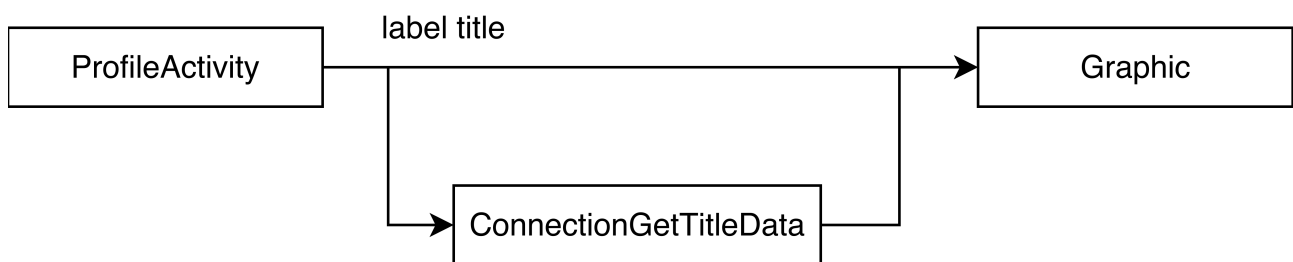 label title
ProfileActivity
Graphic
ConnectionGetTitleData